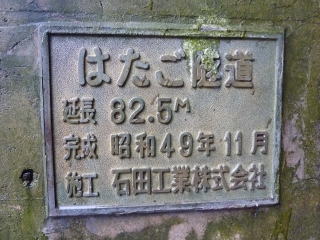 はたご隧道
延長 82.5M
完成 昭和49年11月
施工 石田工業株式会社